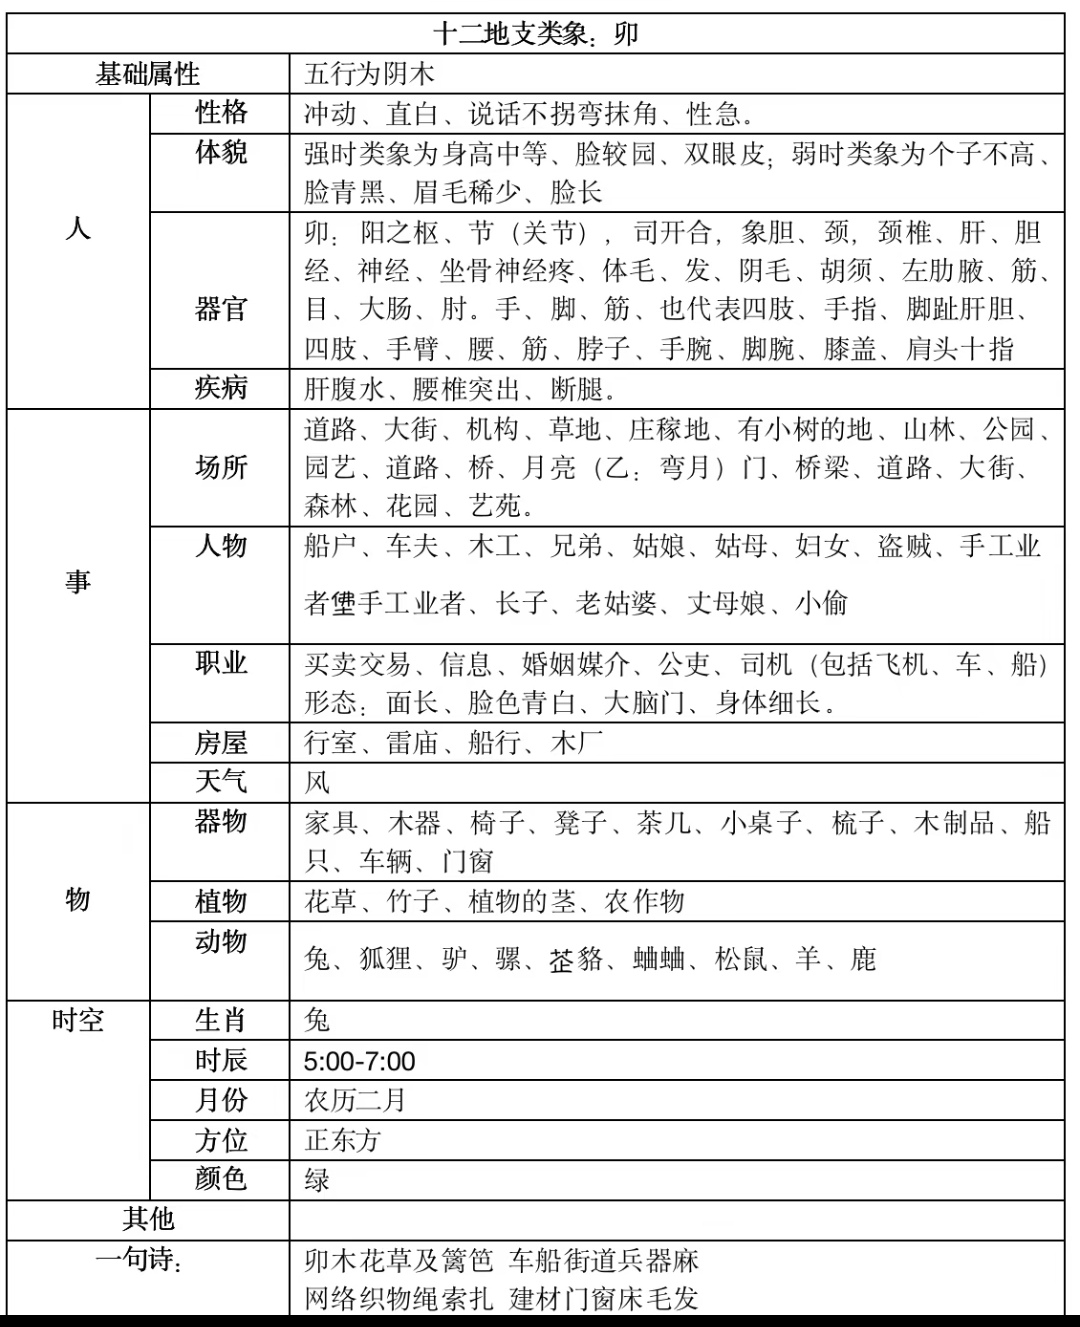 十二地支类象：卯
基础属性 五行为阴木
人
性格 冲动、直白、说话不拐弯抹角、性急。
体貌 强时类象为身高中等、脸较园、双眼皮；弱时类象为个子不高、
脸青黑、眉毛稀少、脸长
器官 卯：阳之枢、节（关节），司开合，象胆、颈，颈椎、肝、胆
经、神经、坐骨神经疼、体毛、发、阴毛、胡须、左肋腋、筋、
目、大肠、肘。手、脚、筋、也代表四肢、手指、脚趾肝胆、
四肢、手臂、腰、筋、脖子、手腕、脚腕、膝盖、肩头十指
疾病 肝腹水、腰椎突出、断腿。
事
场所 道路、大街、机构、草地、庄稼地、有小树的地、山林、公园、
园艺、道路、桥、月亮（乙：弯月）门、桥梁、道路、大街、
森林、花园、艺苑。
人物 船户、车夫、木工、兄弟、姑娘、姑母、妇女、盗贼、手工业
者手工业者、长子、老姑婆、丈母娘、小偷
职业 买卖交易、信息、婚姻媒介、公吏、司机（包括飞机、车、船）
形态：面长、脸色青白、大脑门、身体细长。
房屋 行室、雷庙、船行、木厂
天气 风
物
器物 家具、木器、椅子、凳子、茶几、小桌子、梳子、木制品、船
只、车辆、门窗
植物 花草、竹子、植物的茎、农作物
动物 兔、狐狸、驴、骡、貉、蛐蛐、松鼠、羊、鹿
时空
生肖 兔
时辰 5:00-7:00
月份 农历二月
方位 正东方
颜色 绿
其他
一句诗： 卯木花草及篱笆 车船街道兵器麻
网络织物绳索扎 建材门窗床毛发